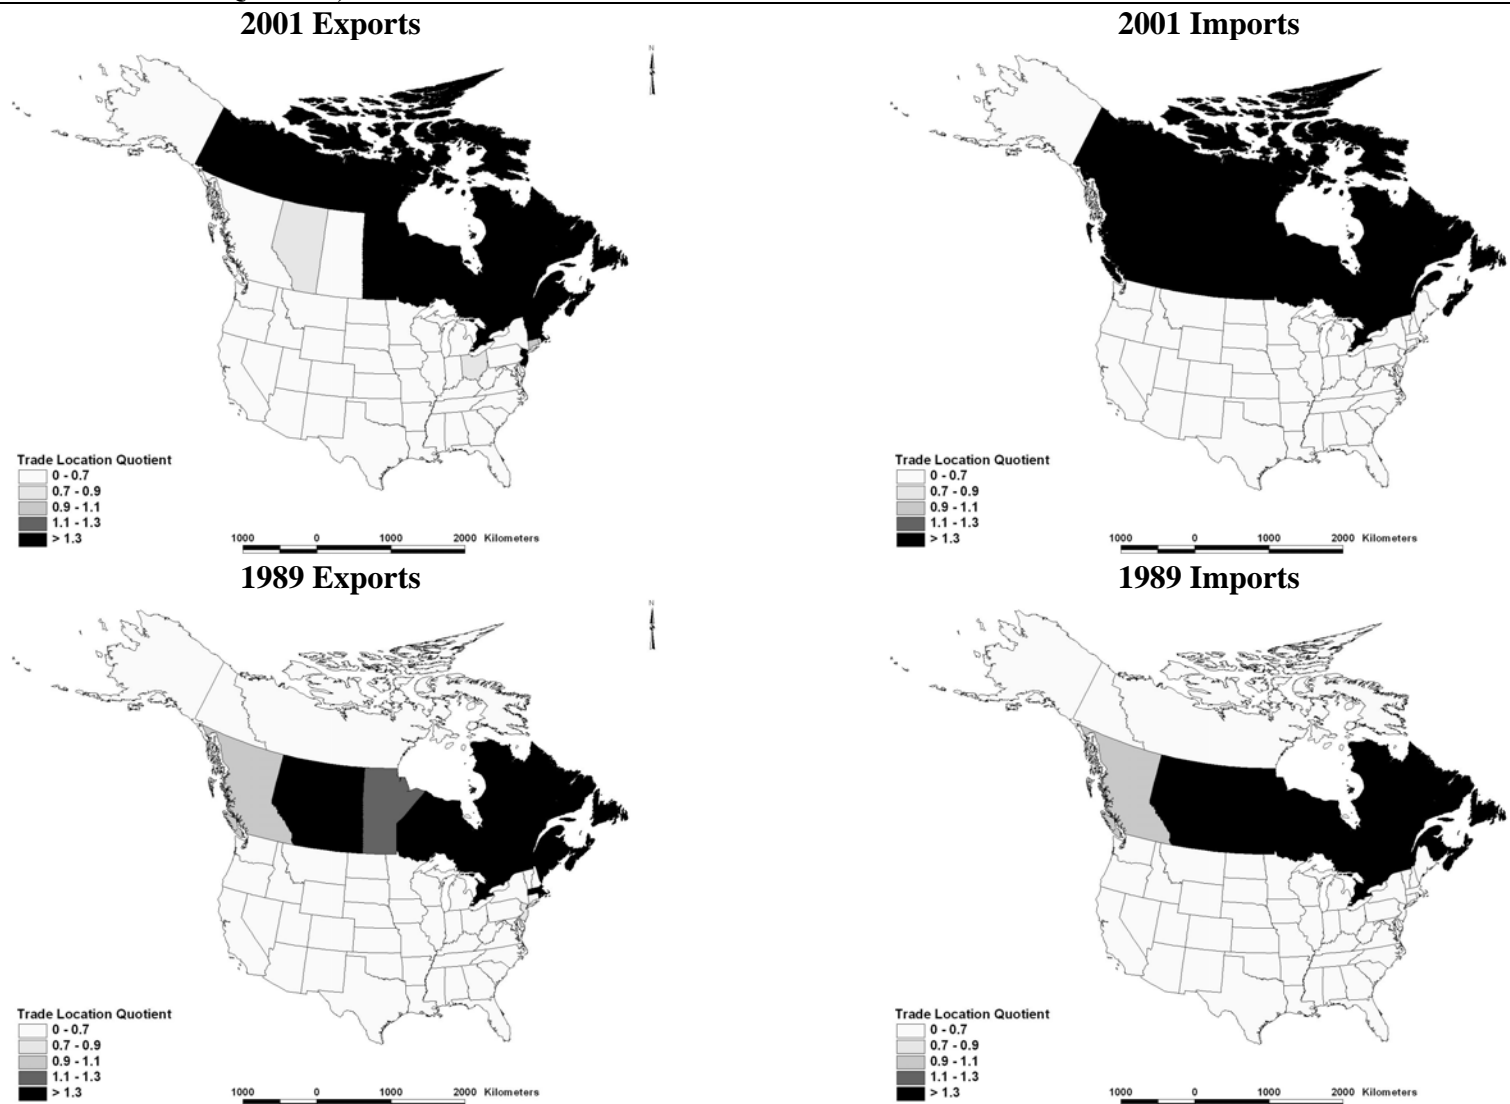 2001 Exports
N
Trade Location Quotient
0 - 0.7
0.7 - 0.9
0.9 - 1.1
1.1 - 1.3
> 1.3
1000 0 1000 2000 Kilometers
2001 Imports
Trade Location Quotient
0 - 0.7
0.7 - 0.9
0.9 - 1.1
1.1 - 1.3
> 1.3
1000 0 1000 2000 Kilometers
1989 Exports
N
Trade Location Quotient
0 - 0.7
0.7 - 0.9
0.9 - 1.1
1.1 - 1.3
> 1.3
1000 0 1000 2000 Kilometers
1989 Imports
Trade Location Quotient
0 - 0.7
0.7 - 0.9
0.9 - 1.1
1.1 - 1.3
> 1.3
1000 0 1000 2000 Kilometers